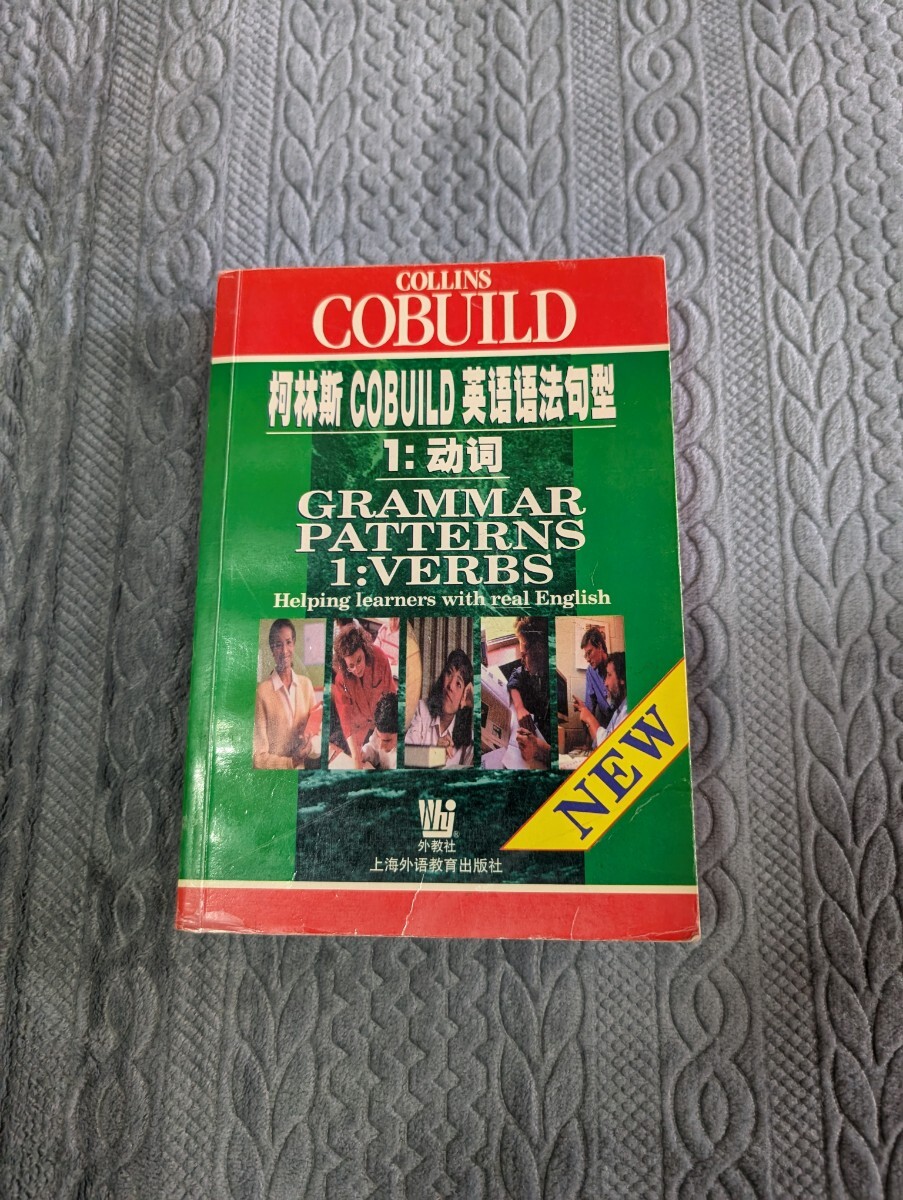 COLLINS
COBUILD
柯林斯 COBUILD 英语语法句型
1: 动词
GRAMMAR
PATTERNS
1:VERBS
Helping learners with real English
NEW
Whj®
外教社
上海外语教育出版社